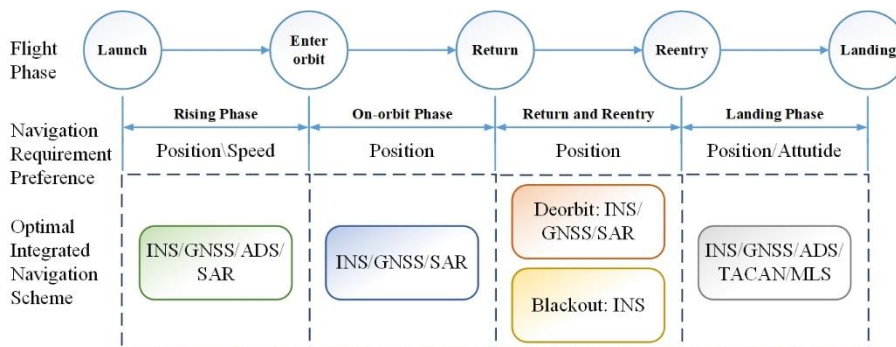 Flight
Phase
Launch
Enter
orbit
Return
Reentry
Landing
Rising Phase
On-orbit Phase
Return and Reentry
Landing Phase
Navigation
Requirement
Preference
Position\Speed
Position
Position
Position/Attutide
Optimal
Integrated
Navigation
Scheme
INS/GNSS/ADS/
SAR
INS/GNSS/SAR
Deorbit: INS/
GNSS/SAR
Blackout: INS
INS/GNSS/ADS/
TACAN/MLS